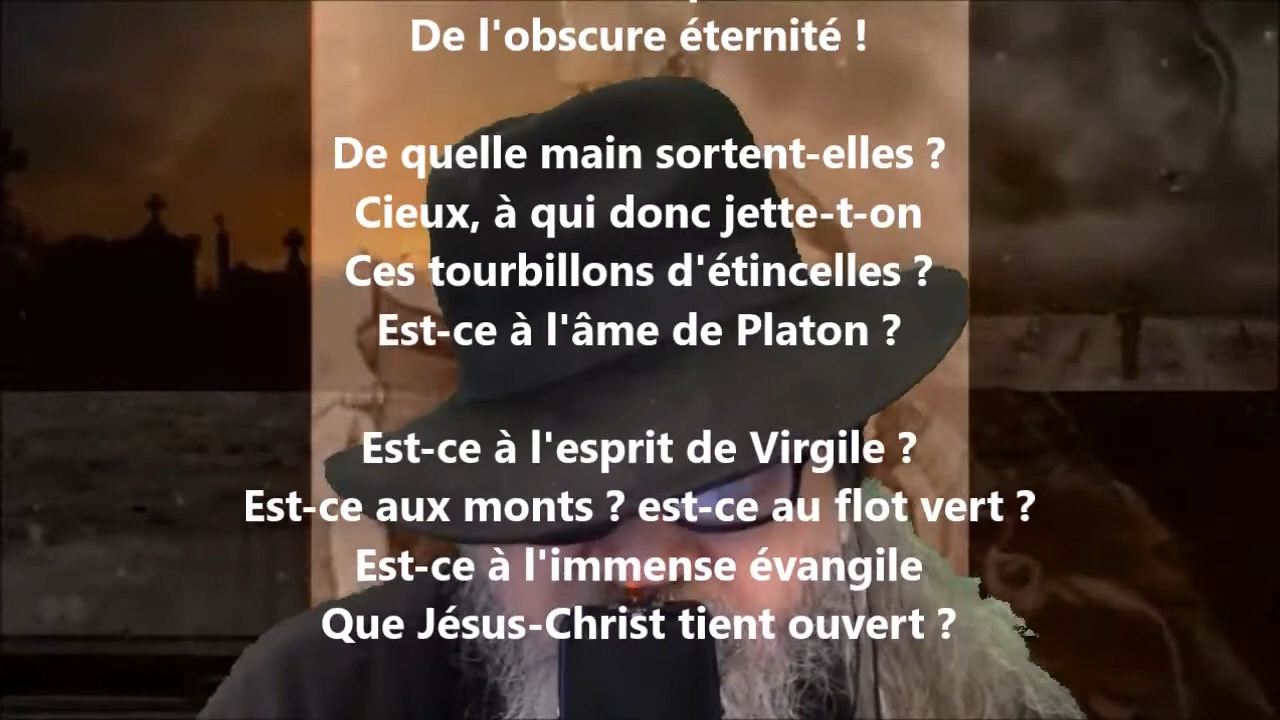 De l'obscure éternité !
De quelle main sortent-elles ?
Cieux, à qui donc jette-t-on
Ces tourbillons d'étincelles ?
Est-ce à l'âme de Platon ?
Est-ce à l'esprit de Virgile ?
Est-ce aux monts ? est-ce au flot vert ?
Est-ce à l'immense évangile
Que Jésus-Christ tient ouvert ?